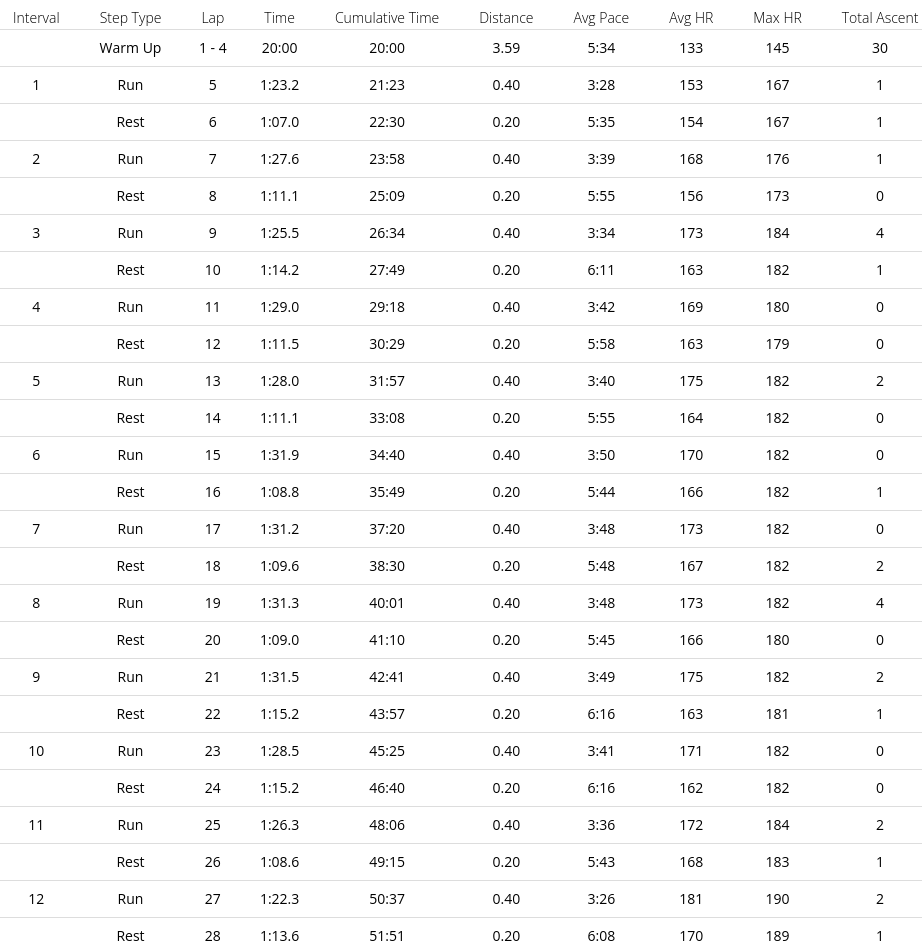 Interval Step Type Lap Time Cumulative Time Distance Avg Pace Avg HR Max HR Total Ascent
Warm Up 1 - 4 20:00 20:00 3.59 5:34 133 145 30
1 Run 5 1:23.2 21:23 0.40 3:28 153 167 1
Rest 6 1:07.0 22:30 0.20 5:35 154 167 1
2 Run 7 1:27.6 23:58 0.40 3:39 168 176 1
Rest 8 1:11.1 25:09 0.20 5:55 156 173 0
3 Run 9 1:25.5 26:34 0.40 3:34 173 184 4
Rest 10 1:14.2 27:49 0.20 6:11 163 182 1
4 Run 11 1:29.0 29:18 0.40 3:42 169 180 0
Rest 12 1:11.5 30:29 0.20 5:58 163 179 0
5 Run 13 1:28.0 31:57 0.40 3:40 175 182 2
Rest 14 1:11.1 33:08 0.20 5:55 164 182 0
6 Run 15 1:31.9 34:40 0.40 3:50 170 182 0
Rest 16 1:08.8 35:49 0.20 5:44 166 182 1
7 Run 17 1:31.2 37:20 0.40 3:48 173 182 0
Rest 18 1:09.6 38:30 0.20 5:48 167 182 2
8 Run 19 1:31.3 40:01 0.40 3:48 173 182 4
Rest 20 1:09.0 41:10 0.20 5:45 166 180 0
9 Run 21 1:31.5 42:41 0.40 3:49 175 182 2
Rest 22 1:15.2 43:57 0.20 6:16 163 181 1
10 Run 23 1:28.5 45:25 0.40 3:41 171 182 0
Rest 24 1:15.2 46:40 0.20 6:16 162 182 0
11 Run 25 1:26.3 48:06 0.40 3:36 172 184 2
Rest 26 1:08.6 49:15 0.20 5:43 168 183 1
12 Run 27 1:22.3 50:37 0.40 3:26 181 190 2
Rest 28 1:13.6 51:51 0.20 6:08 170 189 1